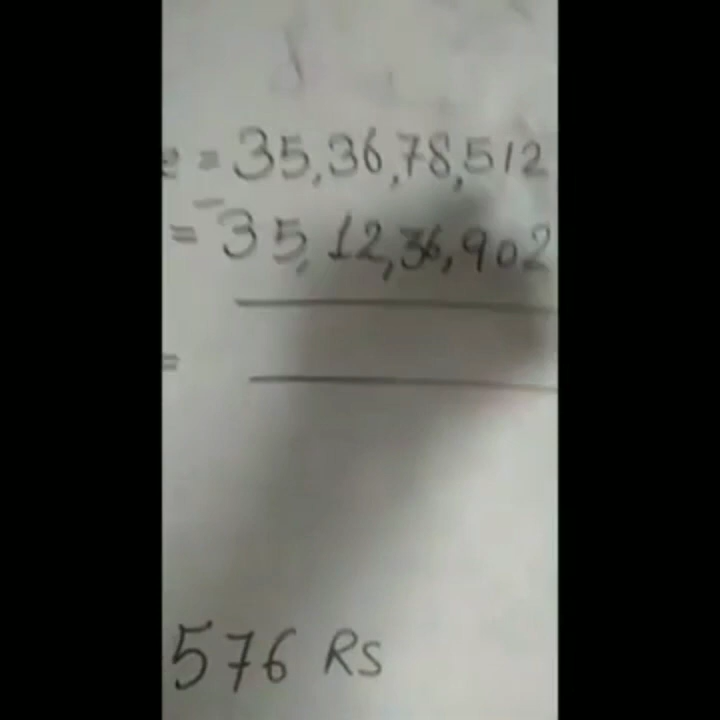 = 35,36,78,512
= - 35,12,36,902
=
576 RS